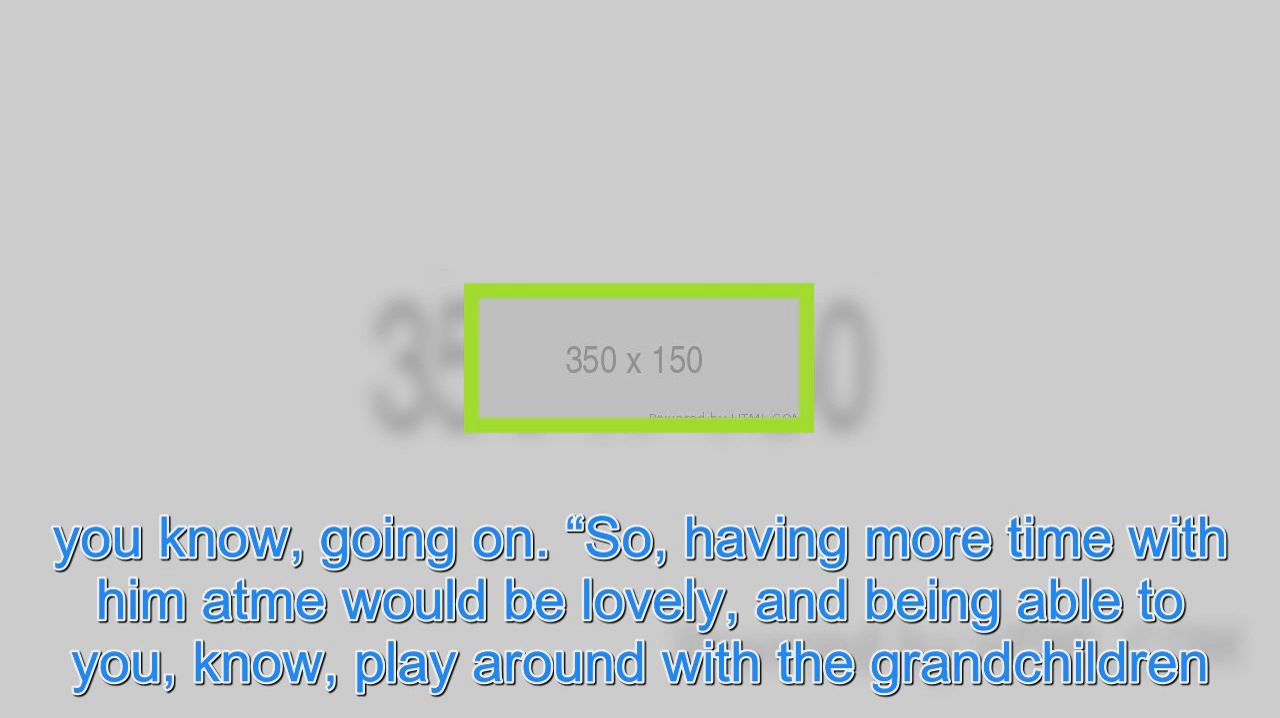 350 x 150
you know, going on. “So, having more time with
him atme would be lovely, and being able to
you, know, play around with the grandchildren